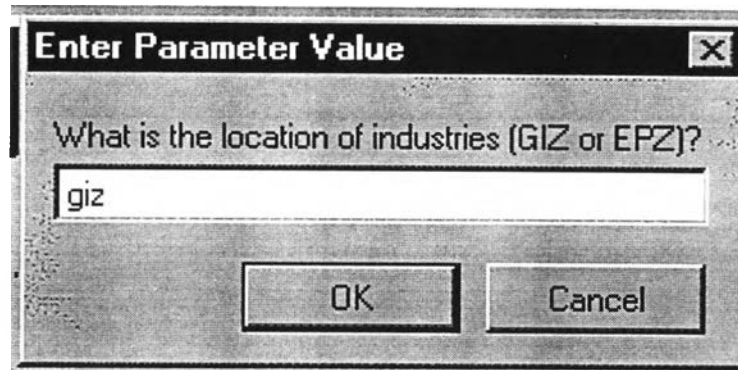 Enter Parameter Value
What is the location of industries (GIZ or EPZ)?
giz
OK
Cancel